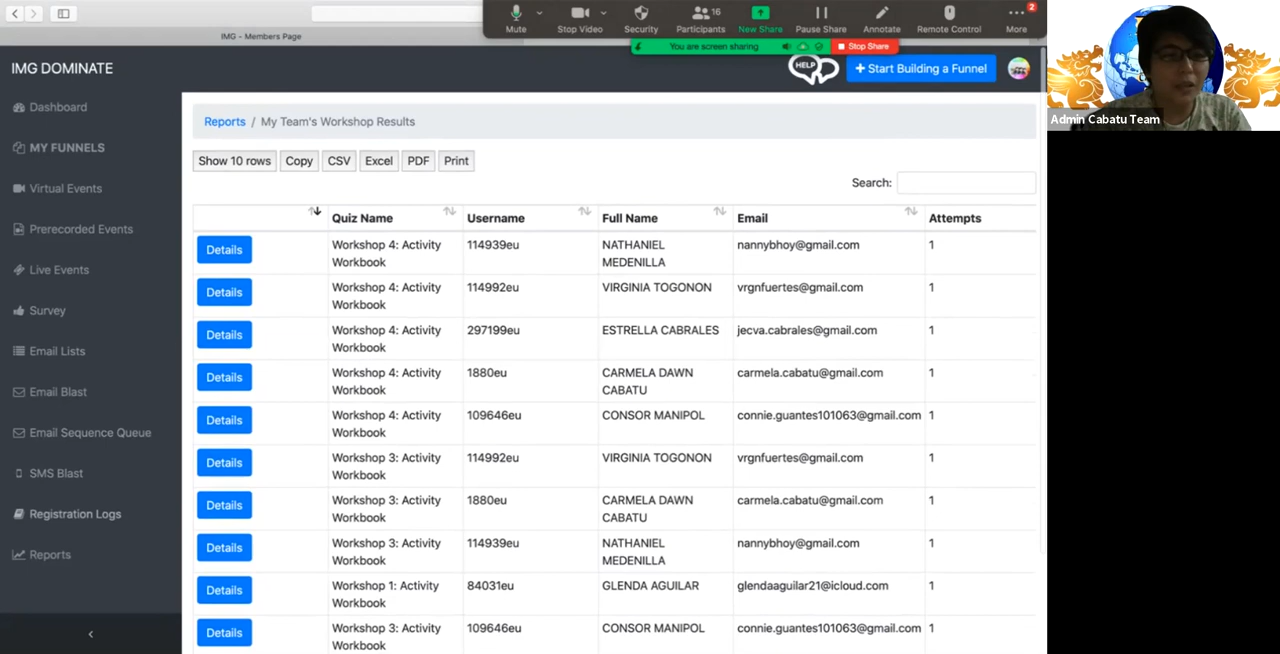 16
2
Mute
Stop Video
Security
Participants
New Share
Pause Share
Annotate
Remote Control
More
IMG - Members Page
You are screen sharing
Stop Share
IMG DOMINATE
HELP
+ Start Building a Funnel
Admin Cabatu Team
Dashboard
MY FUNNELS
Virtual Events
Prerecorded Events
Live Events
Survey
Email Lists
Email Blast
Email Sequence Queue
SMS Blast
Registration Logs
Reports
Reports / My Team's Workshop Results
Show 10 rows Copy CSV Excel PDF Print
Search:
Quiz Name Username Full Name Email Attempts
Details Workshop 4: Activity 114939eu NATHANIEL nannybhoy@gmail.com 1
Workbook MEDENILLA
Details Workshop 4: Activity 114992eu VIRGINIA TOGONON vrgnfuertes@gmail.com 1
Workbook
Details Workshop 4: Activity 297199eu ESTRELLA CABRALES jecva.cabrales@gmail.com 1
Workbook
Details Workshop 4: Activity 1880eu CARMELA DAWN carmela.cabatu@gmail.com 1
Workbook CABATU
Details Workshop 4: Activity 109646eu CONSOR MANIPOL connie.guantes101063@gmail.com 1
Workbook
Details Workshop 3: Activity 114992eu VIRGINIA TOGONON vrgnfuertes@gmail.com 1
Workbook
Details Workshop 3: Activity 1880eu CARMELA DAWN carmela.cabatu@gmail.com 1
Workbook CABATU
Details Workshop 3: Activity 114939eu NATHANIEL nannybhoy@gmail.com 1
Workbook MEDENILLA
Details Workshop 1: Activity 84031eu GLENDA AGUILAR glendaaguilar21@icloud.com 1
Workbook
Details Workshop 3: Activity 109646eu CONSOR MANIPOL connie.guantes101063@gmail.com 1
Workbook